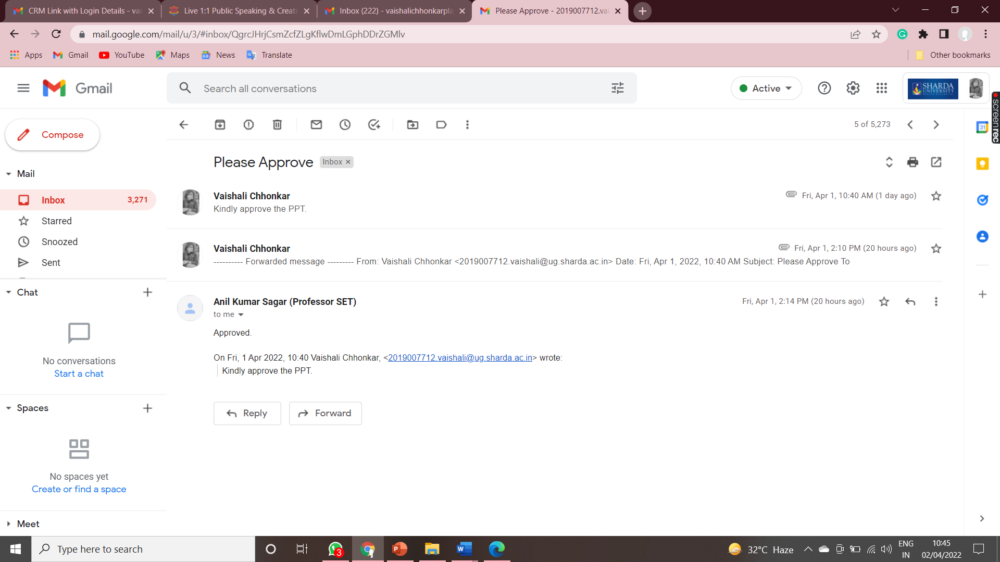 CRM Link with Login Details - vai
Live 1:1 Public Speaking & Creati
Inbox (222) - vaishalichhonkarpla
Please Approve - 2019007712.vai
mail.google.com/mail/u/3/#inbox/QgrcJHrjCsmZcfZLgKflwDmLGphDDrZGMlv
Apps
Gmail
YouTube
Maps
News
Translate
Other bookmarks
Gmail
Search all conversations
Active
SHARDA
UNIVERSITY
screenrec
Compose
5 of 5,273
31
Please Approve
Inbox ×
Mail
Inbox 3,271
Starred
Snoozed
Sent
Vaishali Chhonkar
Fri, Apr 1, 10:40 AM (1 day ago)
Kindly approve the PPT.
Vaishali Chhonkar
Fri, Apr 1, 2:10 PM (20 hours ago)
---------- Forwarded message --------- From: Vaishali Chhonkar <2019007712.vaishali@ug.sharda.ac.in> Date: Fri, Apr 1, 2022, 10:40 AM Subject: Please Approve To
Chat
No conversations
Start a chat
Anil Kumar Sagar (Professor SET)
Fri, Apr 1, 2:14 PM (20 hours ago)
to me
Approved.
On Fri, 1 Apr 2022, 10:40 Vaishali Chhonkar, <2019007712.vaishali@ug.sharda.ac.in> wrote:
Kindly approve the PPT.
Reply
Forward
Spaces
No spaces yet
Create or find a space
Meet
Type here to search
3
P
W
32°C Haze
ENG
IN
10:45
02/04/2022